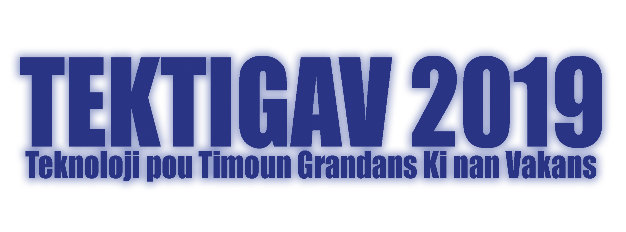 TEKTIGAV 2019
Teknoloji pou Timoun Grandans Ki nan Vakans